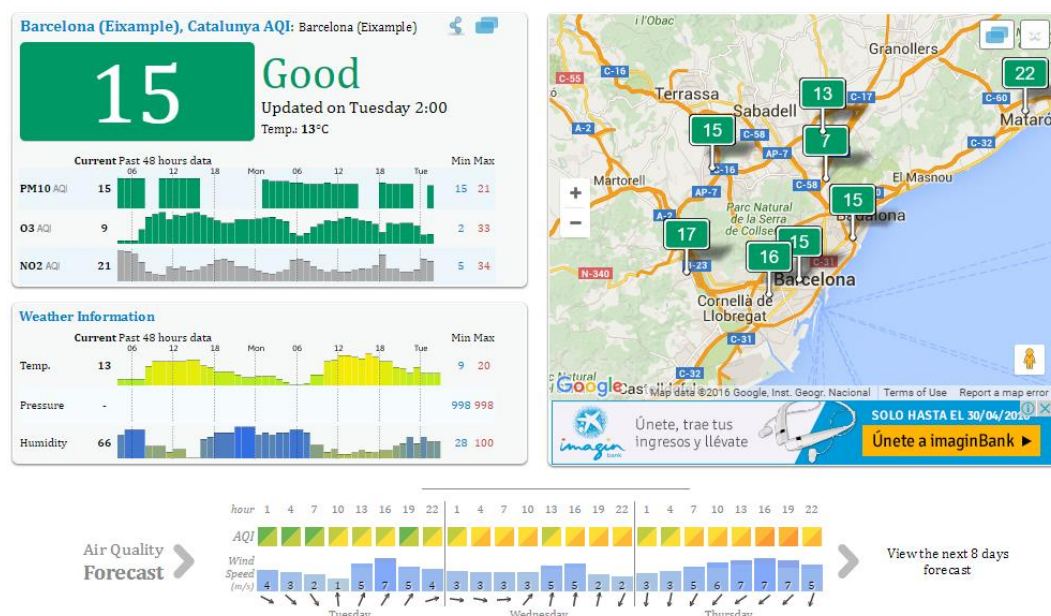 Barcelona (Eixample), Catalunya AQI: Barcelona (Eixample)
15
Good
Updated on Tuesday 2:00
Temp.: 13°C
Current Past 48 hours data
Min Max
06 12 18 Mon 06 12 18 Tue
PM10 AQI 15 15 21
O3 AQI 9 2 33
NO2 AQI 21 5 34
Weather Information
Current Past 48 hours data
Min Max
06 12 18 Mon 06 12 18 Tue
Temp. 13 9 20
Pressure - 998 998
Humidity 66 28 100
i l'Obac
Granollers
C-55
C-16
C-17
Terrassa
Sabadell
22
C-60
Mataró
13
A-2
15
C-58
C-32
7
AP-7
C-16
Martorell
AP-7
C-58
El Masnou
+
−
Parc Natural
de la Serra
de Collser
15
Badalona
A-2
17
15
16
C-31
B-23
N-340
Barcelona
Cornellà de
Llobregat
C-31
C-32
Natural
Google
Map data ©2016 Google, Inst. Geogr. Nacional
Terms of Use
Report a map error
imagin
bank
Únete, trae tus
ingresos y llévate
SOLO HASTA EL 30/04/2016
Únete a imaginBank ►
Air Quality
Forecast
hour 1 4 7 10 13 16 19 22 1 4 7 10 13 16 19 22 1 4 7 10 13 16 19 22
AQI
Wind
Speed
(m/s)
4 3 2 1 5 7 5 4 3 3 3 3 5 5 2 2 3 3 5 6 7 7 7 5
Tuesday Wednesday Thursday
View the next 8 days
forecast